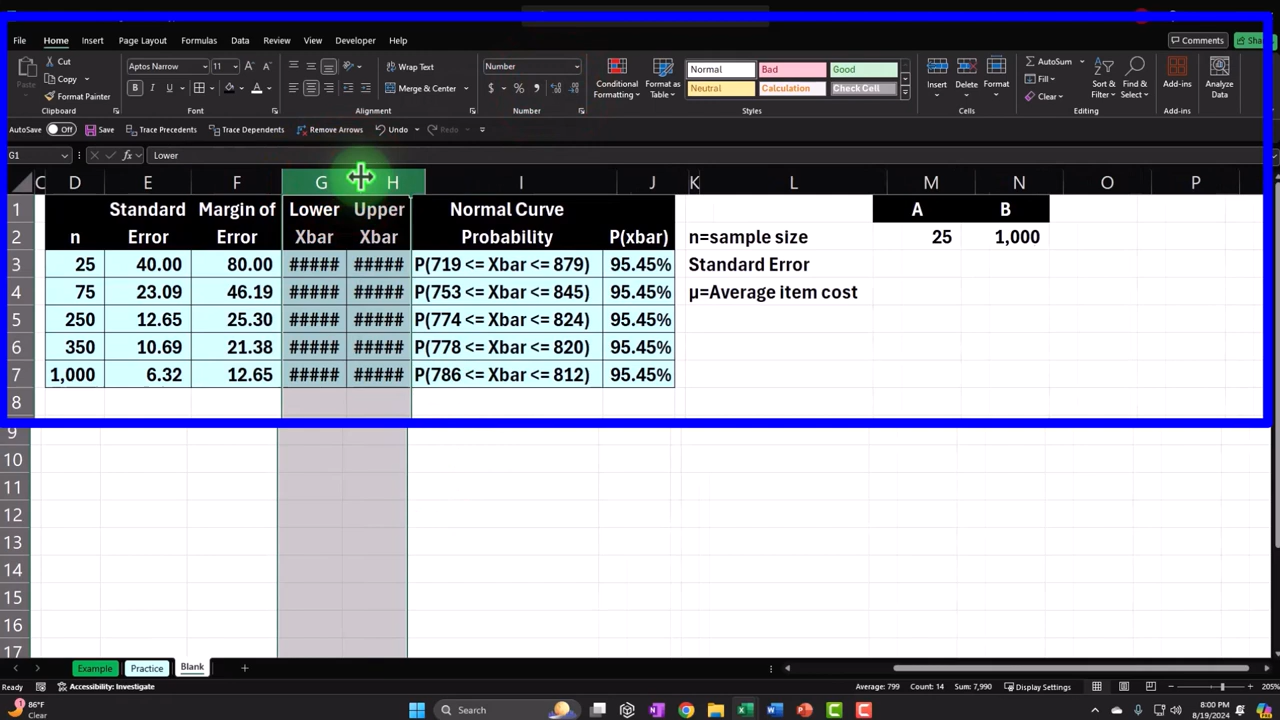 File Home Insert Page Layout Formulas Data Review View Developer Help Comments
Cut
Copy
Paste
Format Painter
Clipboard
Aptos Narrow 11
B I U
Font
Wrap Text
Merge & Center
Alignment
Number
$ % 9
Number
Conditional Formatting
Format as Table
Normal Bad Good
Neutral Calculation Check Cell
Styles
Insert Delete Format
Cells
AutoSum
Fill
Clear
Sort & Filter
Find & Select
Editing
Add-ins
Add-ins
Analyze Data
AutoSave Off Save Trace Precedents Trace Dependents Remove Arrows Undo Redo
G1 fx Lower
C D E F G H I J K L M N O P
1 Standard Margin of Lower Upper Normal Curve A B
2 n Error Error Xbar Xbar Probability P(xbar) n=sample size 25 1,000
3 25 40.00 80.00 ##### ##### P(719 <= Xbar <= 879) 95.45% Standard Error
4 75 23.09 46.19 ##### ##### P(753 <= Xbar <= 845) 95.45% µ=Average item cost
5 250 12.65 25.30 ##### ##### P(774 <= Xbar <= 824) 95.45%
6 350 10.69 21.38 ##### ##### P(778 <= Xbar <= 820) 95.45%
7 1,000 6.32 12.65 ##### ##### P(786 <= Xbar <= 812) 95.45%
8
9
10
11
12
13
14
15
16
17
Example Practice Blank +
Ready Accessibility: Investigate Average: 799 Count: 14 Sum: 7,990 Display Settings 205%
1 86°F
Clear
Search
8:00 PM
8/19/2024